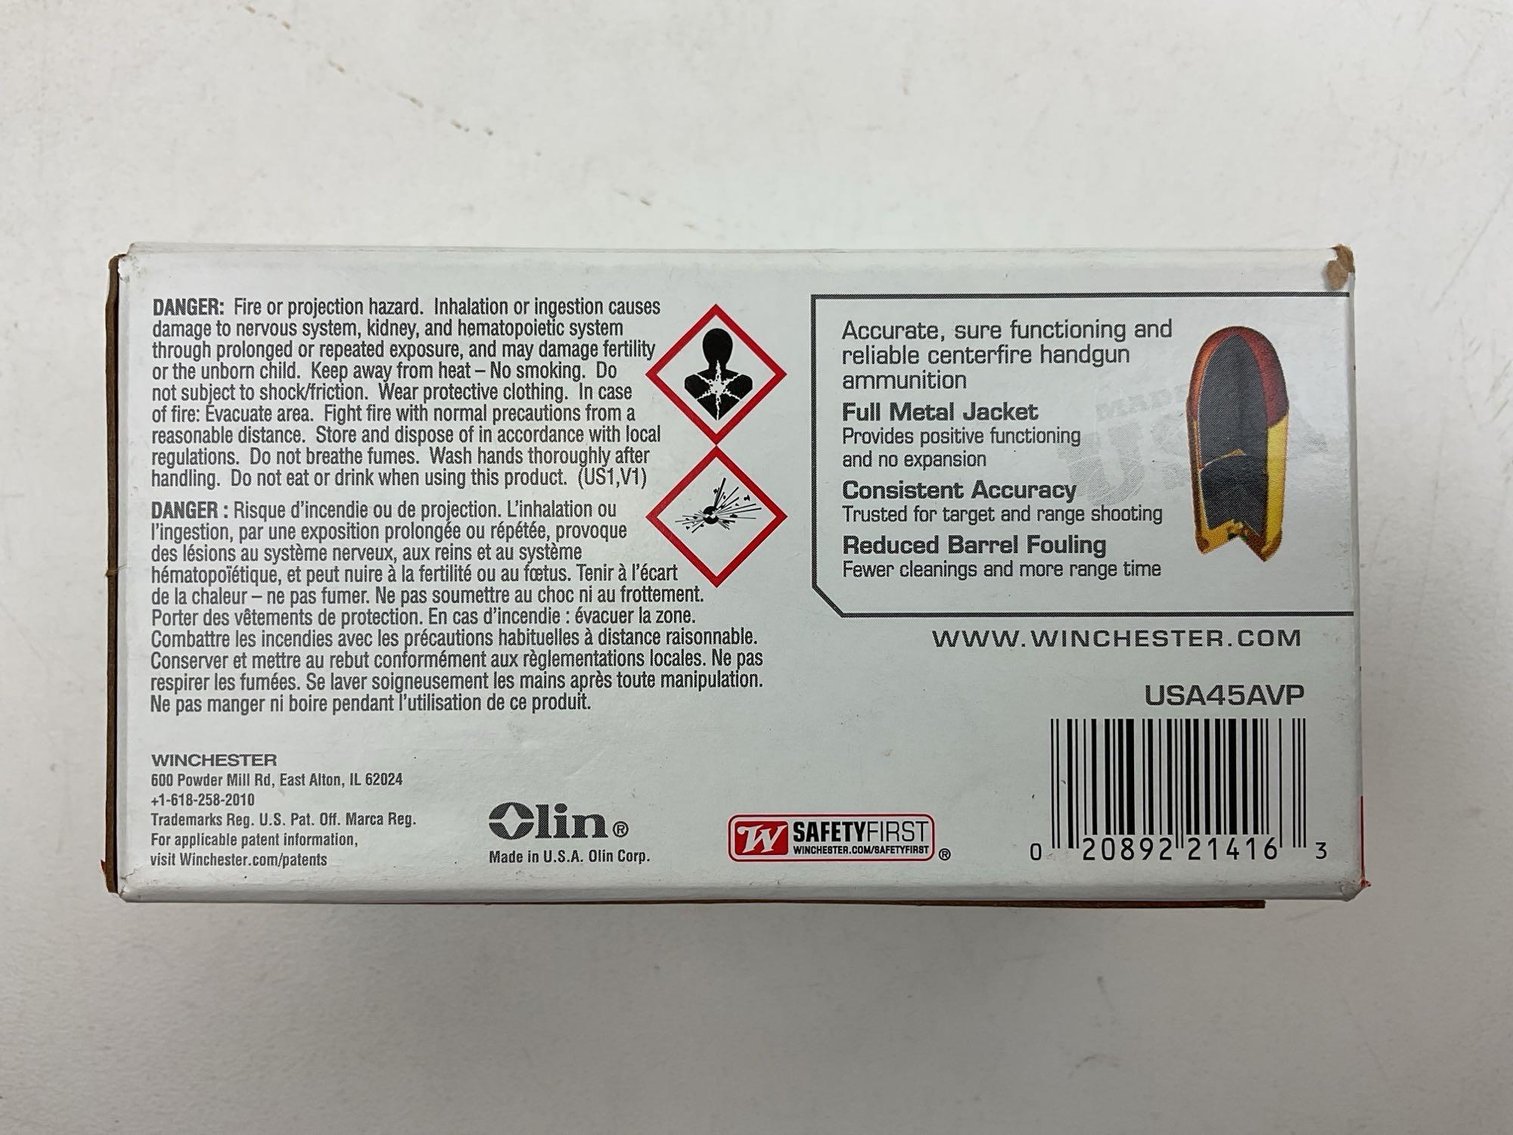 DANGER: Fire or projection hazard. Inhalation or ingestion causes
damage to nervous system, kidney, and hematopoietic system
through prolonged or repeated exposure, and may damage fertility
or the unborn child. Keep away from heat – No smoking. Do
not subject to shock/friction. Wear protective clothing. In case
of fire: Evacuate area. Fight fire with normal precautions from a
reasonable distance. Store and dispose of in accordance with local
regulations. Do not breathe fumes. Wash hands thoroughly after
handling. Do not eat or drink when using this product. (US1,V1)
DANGER : Risque d'incendie ou de projection. L'inhalation ou
l'ingestion, par une exposition prolongée ou répétée, provoque
des lésions au système nerveux, aux reins et au système
hématopoïétique, et peut nuire à la fertilité ou au fœtus. Tenir à l'écart
de la chaleur – ne pas fumer. Ne pas soumettre au choc ni au frottement.
Porter des vêtements de protection. En cas d'incendie : évacuer la zone.
Combattre les incendies avec les précautions habituelles à distance raisonnable.
Conserver et mettre au rebut conformément aux règlementations locales. Ne pas
respirer les fumées. Se laver soigneusement les mains après toute manipulation.
Ne pas manger ni boire pendant l'utilisation de ce produit.
WINCHESTER
600 Powder Mill Rd, East Alton, IL 62024
+1-618-258-2010
Trademarks Reg. U.S. Pat. Off. Marca Reg.
For applicable patent information,
visit Winchester.com/patents
Olin®
Made in U.S.A. Olin Corp.
W SAFETYFIRST
WINCHESTER.COM/SAFETYFIRST ®
Accurate, sure functioning and
reliable centerfire handgun
ammunition
Full Metal Jacket
Provides positive functioning
and no expansion
Consistent Accuracy
Trusted for target and range shooting
Reduced Barrel Fouling
Fewer cleanings and more range time
MADE
USA
WWW.WINCHESTER.COM
USA45AVP
0 20892 21416 3